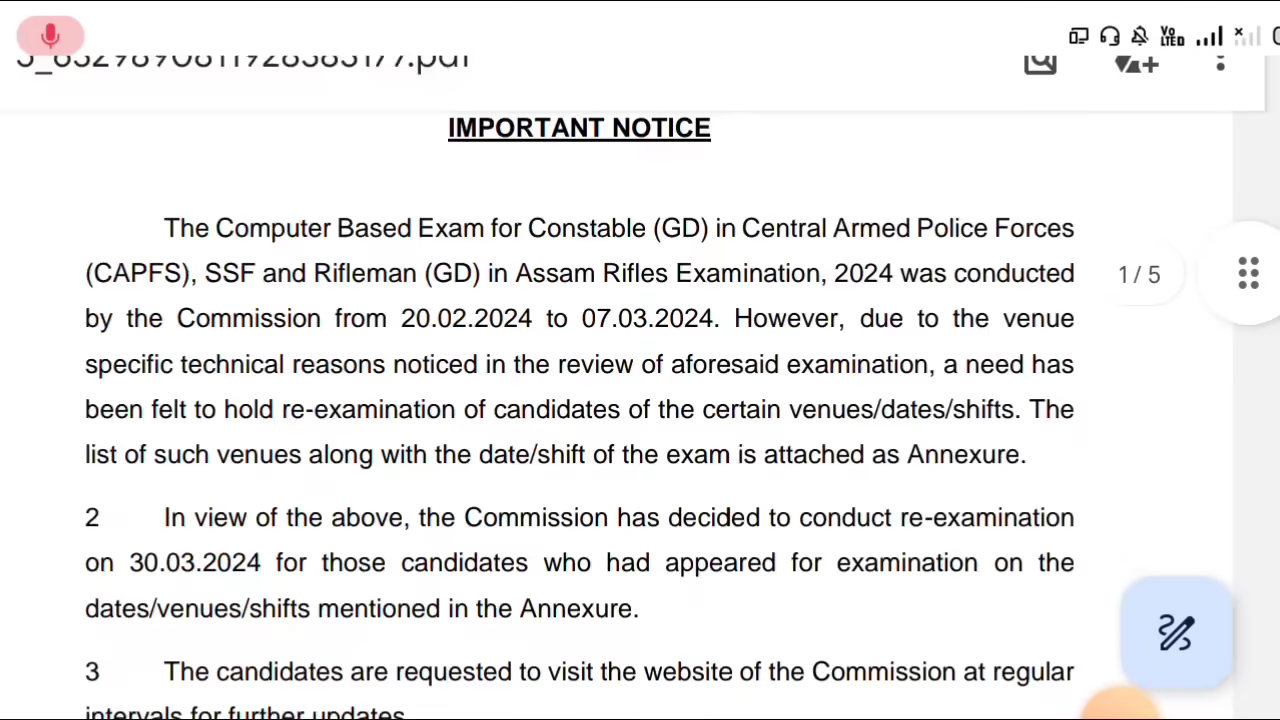 IMPORTANT NOTICE
The Computer Based Exam for Constable (GD) in Central Armed Police Forces
(CAPFS), SSF and Rifleman (GD) in Assam Rifles Examination, 2024 was conducted
by the Commission from 20.02.2024 to 07.03.2024. However, due to the venue
specific technical reasons noticed in the review of aforesaid examination, a need has
been felt to hold re-examination of candidates of the certain venues/dates/shifts. The
list of such venues along with the date/shift of the exam is attached as Annexure.
1 / 5
2 In view of the above, the Commission has decided to conduct re-examination
on 30.03.2024 for those candidates who had appeared for examination on the
dates/venues/shifts mentioned in the Annexure.
3 The candidates are requested to visit the website of the Commission at regular
intervals for further updates